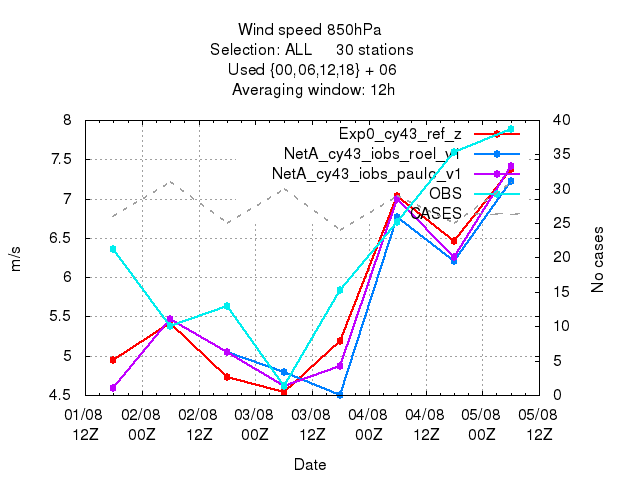 Wind speed 850hPa
Selection: ALL 30 stations
Used {00,06,12,18} + 06
Averaging window: 12h
8 40
7.5 35
7 30
6.5 25
6 20
5.5 15
5 10
5
4.5 0
Exp0_cy43_ref_z
NetA_cy43_iobs_roel_v1
NetA_cy43_iobs_paulo_v1
OBS
CASES
m/s
No cases
01/08 02/08 02/08 03/08 03/08 04/08 04/08 05/08 05/08
12Z 00Z 12Z 00Z 12Z 00Z 12Z 00Z 12Z
Date